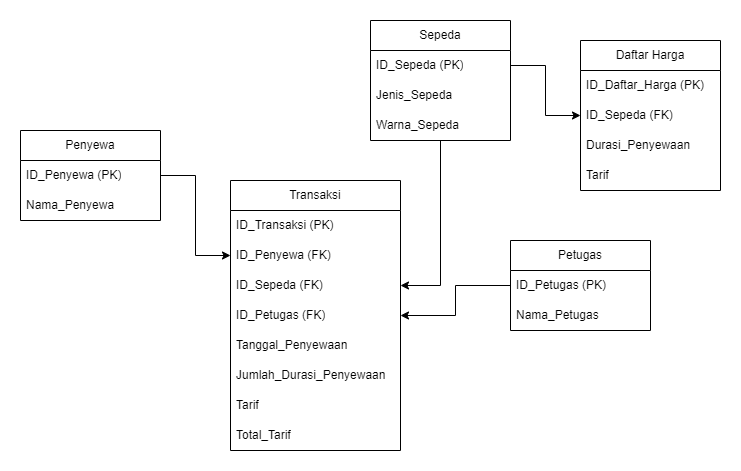 Sepeda
ID_Sepeda (PK)
Jenis_Sepeda
Warna_Sepeda
Daftar Harga
ID_Daftar_Harga (PK)
ID_Sepeda (FK)
Durasi_Penyewaan
Tarif
Penyewa
ID_Penyewa (PK)
Nama_Penyewa
Transaksi
ID_Transaksi (PK)
ID_Penyewa (FK)
ID_Sepeda (FK)
ID_Petugas (FK)
Tanggal_Penyewaan
Jumlah_Durasi_Penyewaan
Tarif
Total_Tarif
Petugas
ID_Petugas (PK)
Nama_Petugas